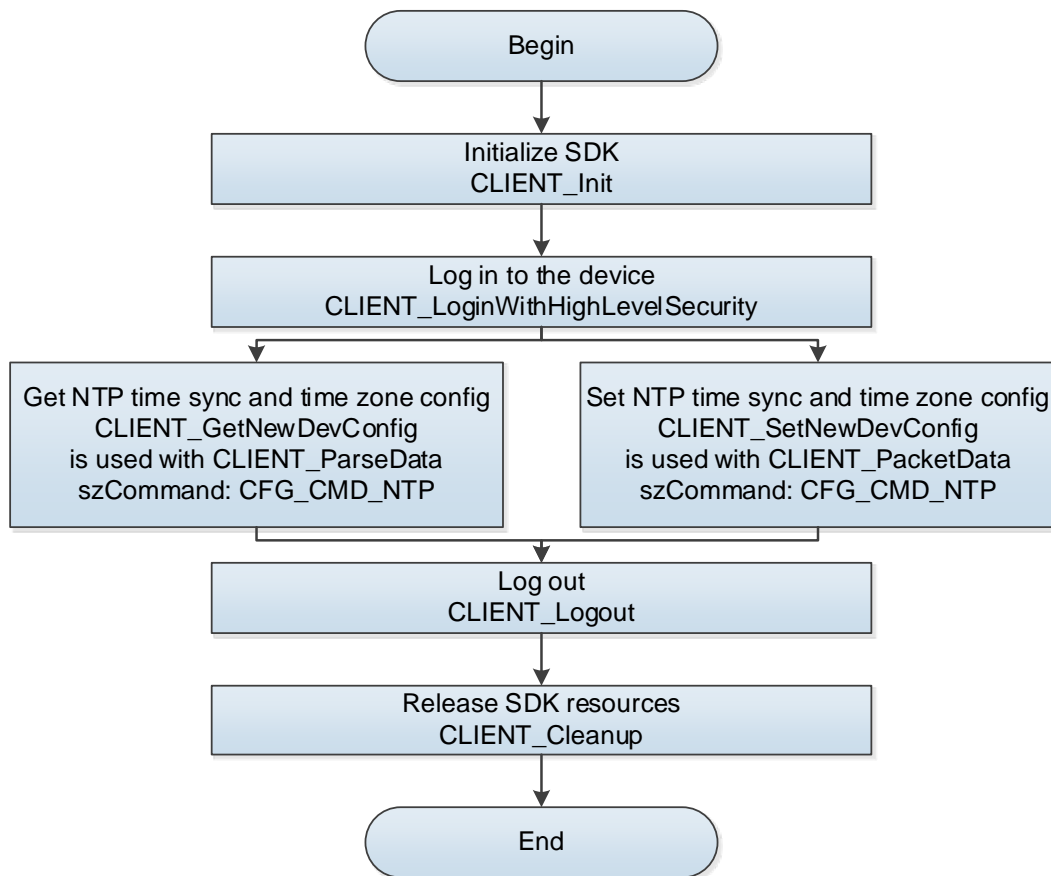 Begin
Initialize SDK
CLIENT_Init
Log in to the device
CLIENT_LoginWithHighLevelSecurity
Get NTP time sync and time zone config
CLIENT_GetNewDevConfig
is used with CLIENT_ParseData
szCommand: CFG_CMD_NTP
Set NTP time sync and time zone config
CLIENT_SetNewDevConfig
is used with CLIENT_PacketData
szCommand: CFG_CMD_NTP
Log out
CLIENT_Logout
Release SDK resources
CLIENT_Cleanup
End